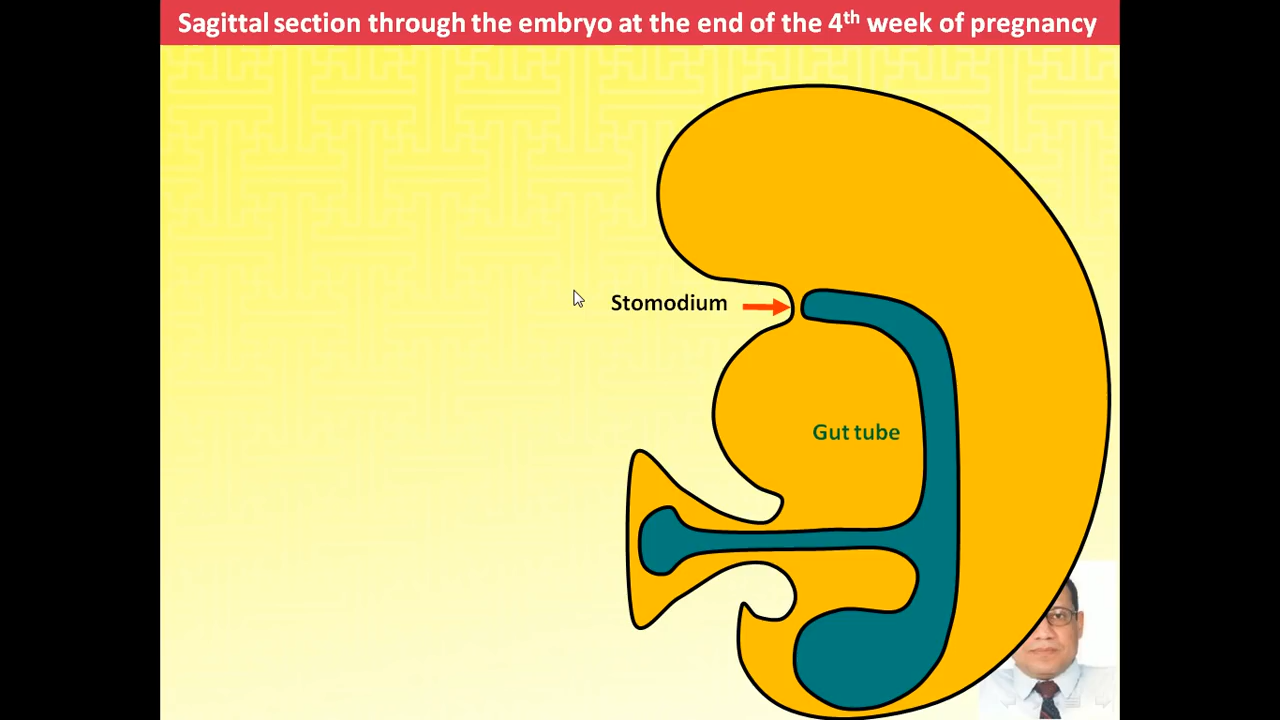 Sagittal section through the embryo at the end of the 4th week of pregnancy
Stomodium
Gut tube